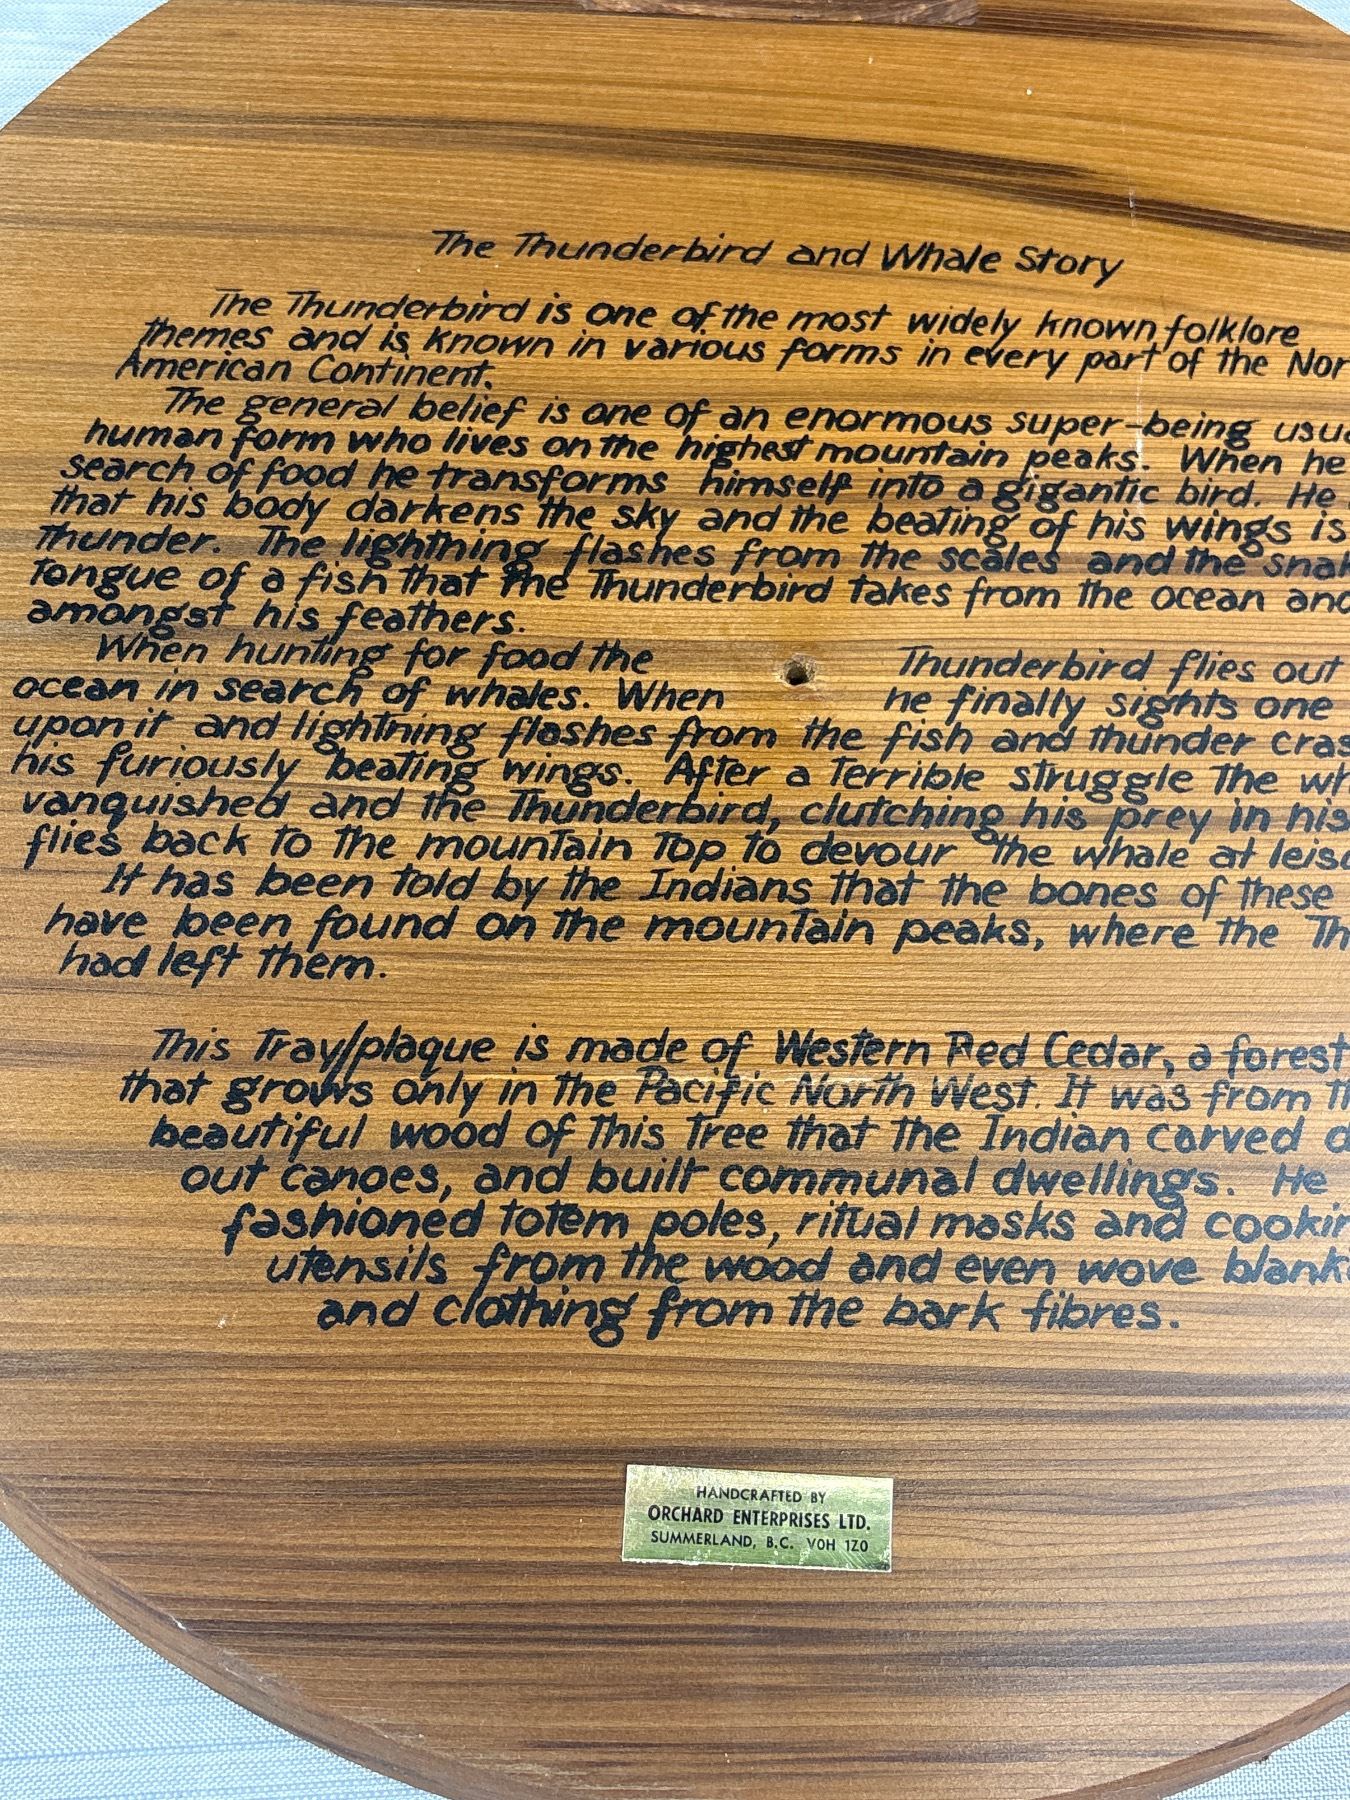 The Thunderbird and Whale Story
The Thunderbird is one of the most widely known folklore
themes and is known in various forms in every part of the Nor
American Continent.
The general belief is one of an enormous super-being usu
human form who lives on the highest mountain peaks. When he
search of food he transforms himself into a gigantic bird. He
that his body darkens the sky and the beating of his wings is
thunder. The lightning flashes from the scales and the snak
tongue of a fish that the Thunderbird takes from the ocean and
amongst his feathers.
When hunting for food the Thunderbird flies out
ocean in search of whales. When he finally sights one
upon it and lightning flashes from the fish and thunder cras
his furiously beating wings. After a terrible struggle the wh
vanquished and the Thunderbird, clutching his prey in his
flies back to the mountain top to devour the whale at leis
It has been told by the Indians that the bones of these
have been found on the mountain peaks, where the Th
had left them.
This Tray/plaque is made of Western Red Cedar, a forest
that grows only in the Pacific North West. It was from th
beautiful wood of this tree that the Indian carved d
out canoes, and built communal dwellings. He
fashioned totem poles, ritual masks and cookin
utensils from the wood and even wove blank
and clothing from the bark fibres.
HANDCRAFTED BY
ORCHARD ENTERPRISES LTD.
SUMMERLAND, B.C. V0H 1Z0